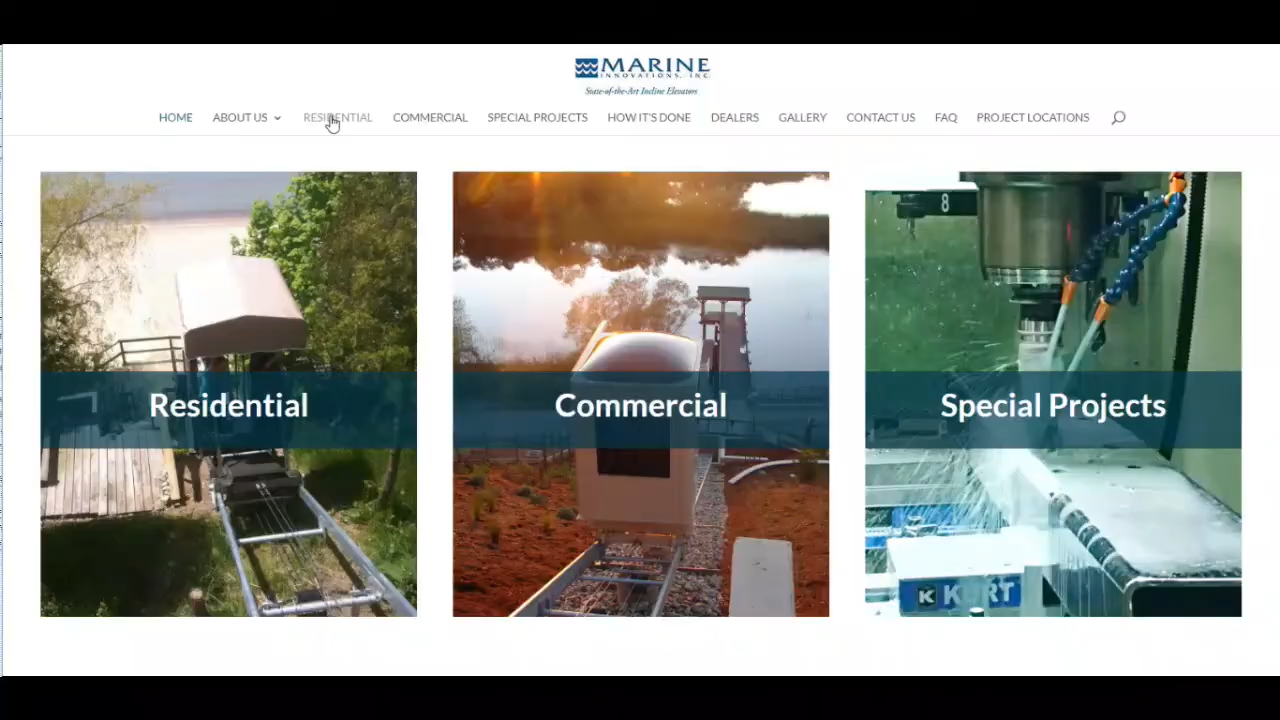 MARINE
INNOVATIONS, INC.
State-of-the-Art Incline Elevators
HOME ABOUT US RESIDENTIAL COMMERCIAL SPECIAL PROJECTS HOW IT'S DONE DEALERS GALLERY CONTACT US FAQ PROJECT LOCATIONS
8
Residential Commercial Special Projects
K KURT